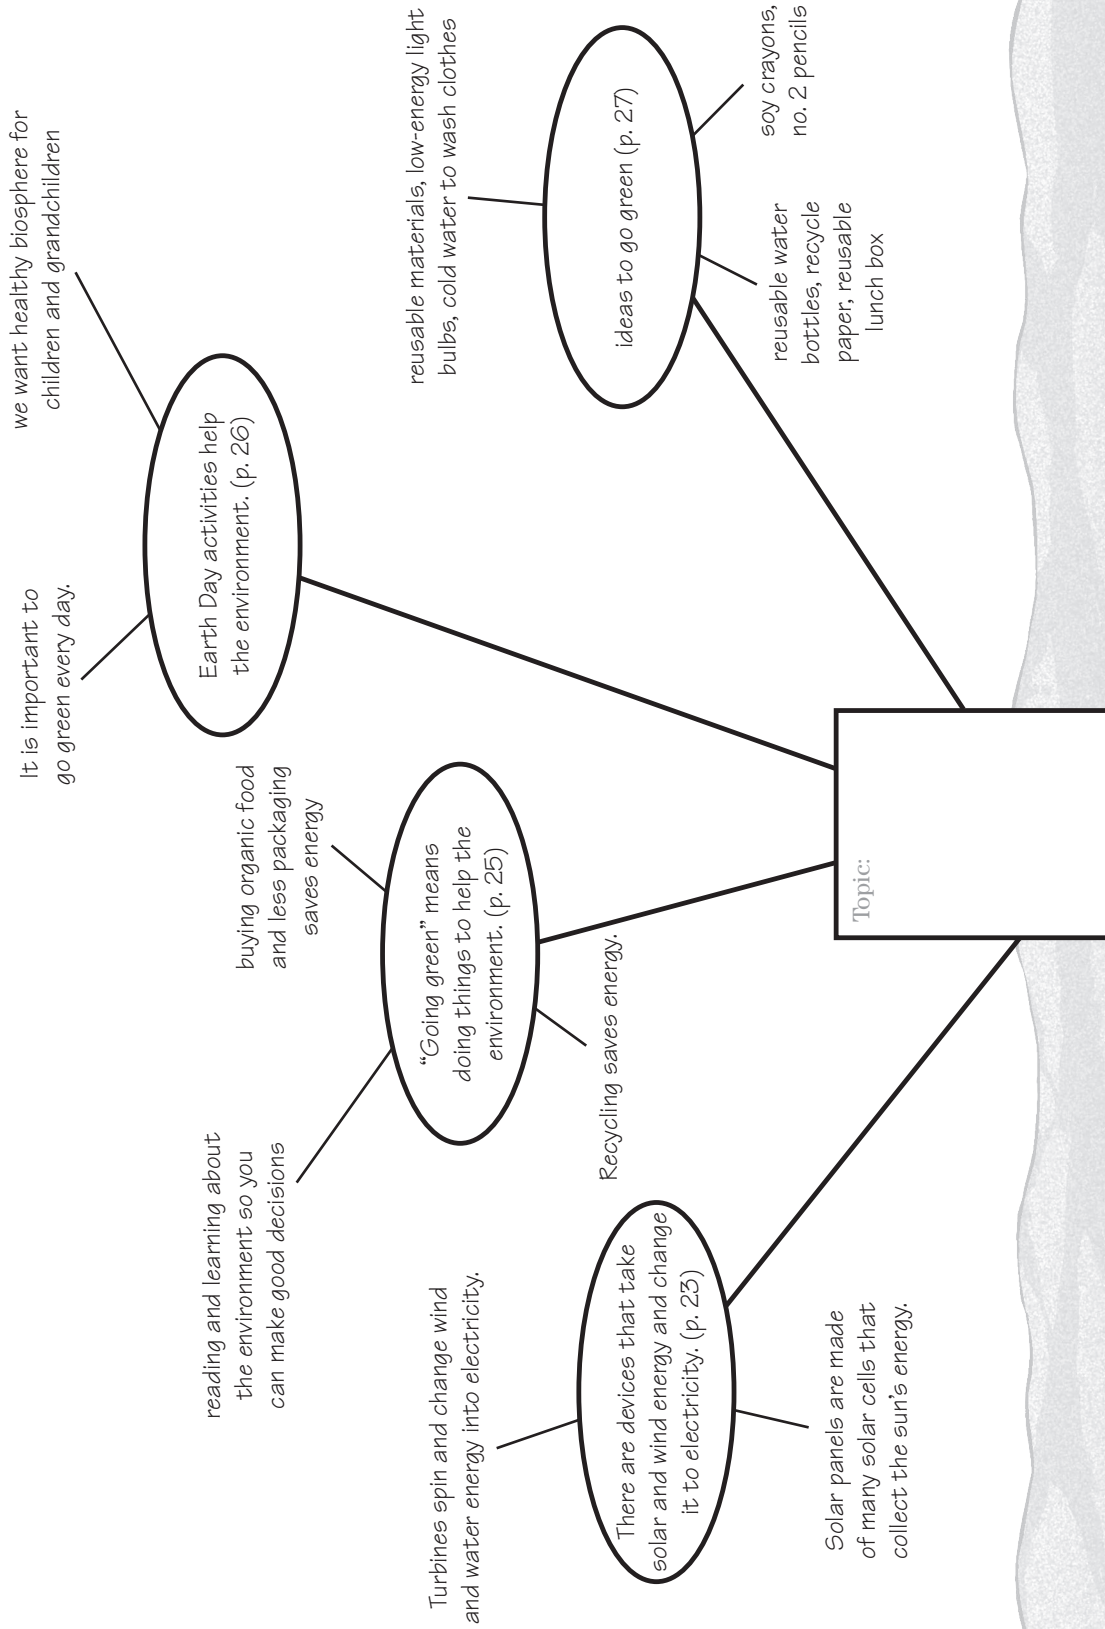 Turbines spin and change wind
and water energy into electricity.
There are devices that take
solar and wind energy and change
it to electricity. (p. 23)
Solar panels are made
of many solar cells that
collect the sun's energy.
reading and learning about
the environment so you
can make good decisions
buying organic food
and less packaging
saves energy
“Going green” means
doing things to help the
environment. (p. 25)
Recycling saves energy.
It is important to
go green every day.
we want healthy biosphere for
children and grandchildren
Earth Day activities help
the environment. (p. 26)
reusable materials, low-energy light
bulbs, cold water to wash clothes
ideas to go green (p. 27)
reusable water
bottles, recycle
paper, reusable
lunch box
soy crayons,
no. 2 pencils
Topic: